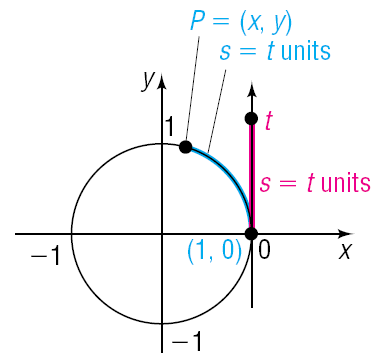 P = (x, y)
s = t units
y
1
t
s = t units
−1
(1, 0)
0
x
−1